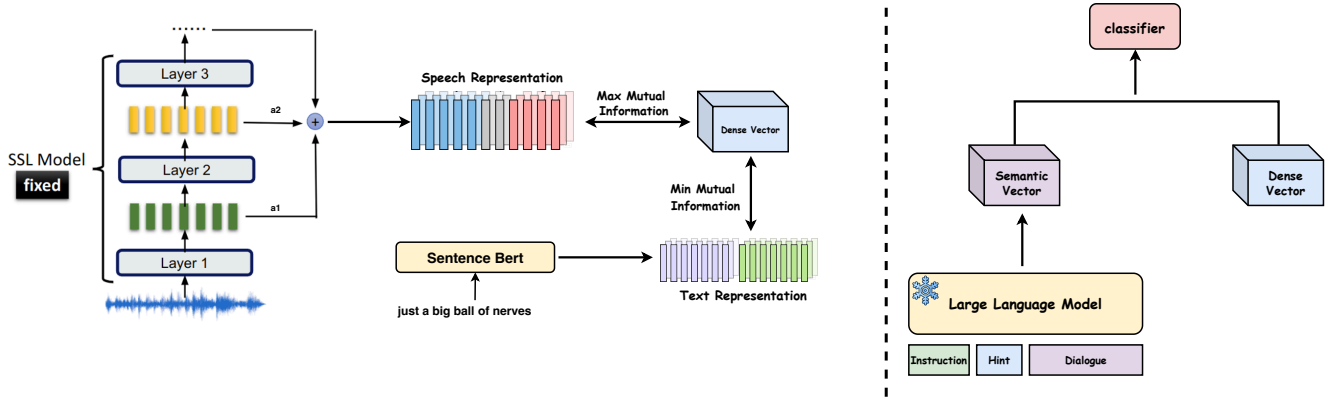 ......
Layer 3
a2
+
SSL Model
fixed
Layer 2
a1
Layer 1
Speech Representation
Max Mutual
Information
Dense Vector
Min Mutual
Information
Sentence Bert
just a big ball of nerves
Text Representation
classifier
Semantic
Vector
Dense
Vector
Large Language Model
Instruction
Hint
Dialogue